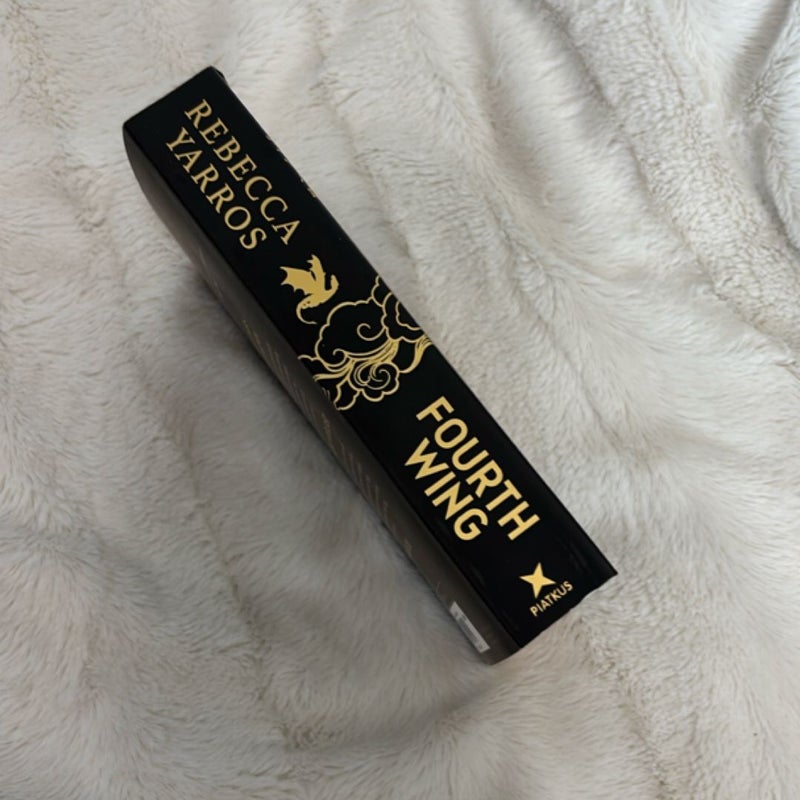 REBECCA
YARROS
FOURTH
WING
PIATKUS